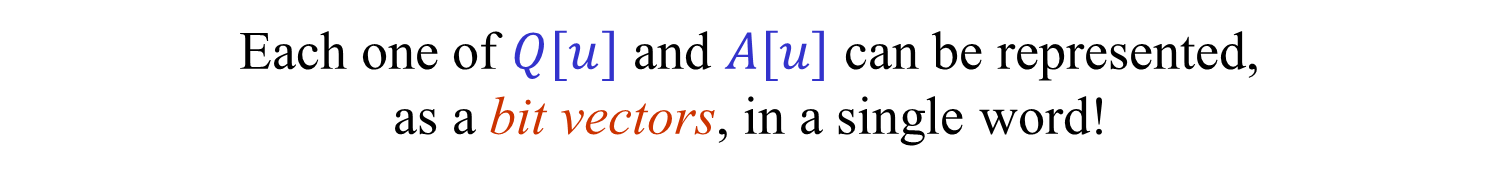 Each one of Q[u] and A[u] can be represented,
as a bit vectors, in a single word!